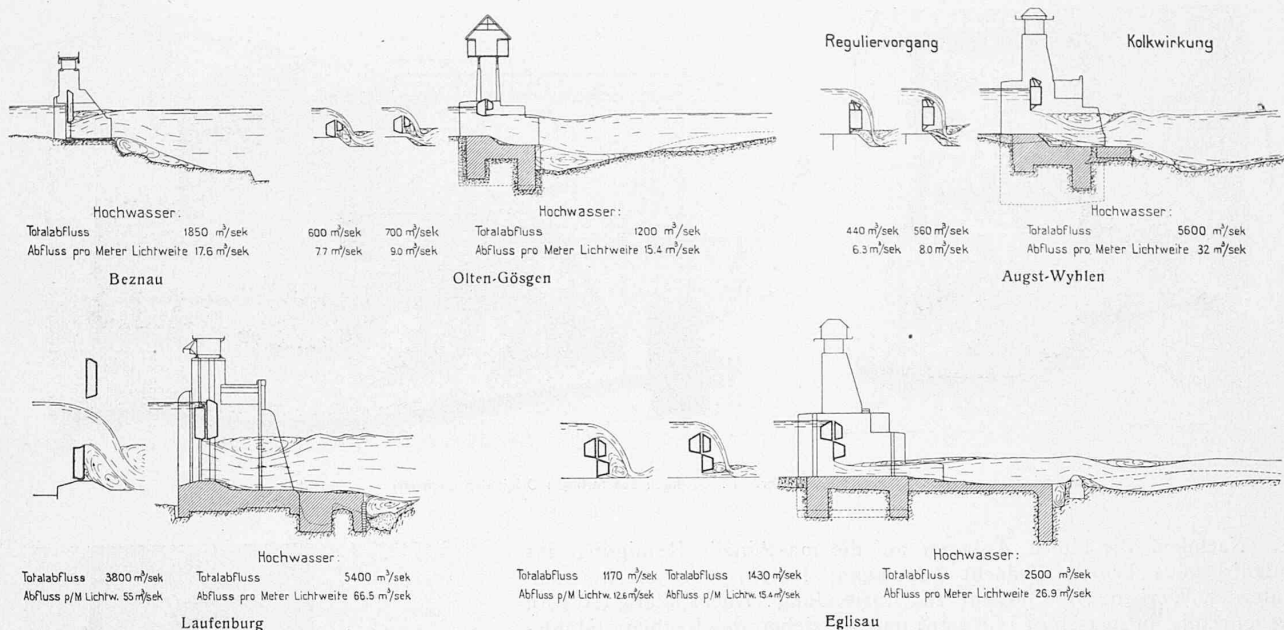 Reguliervorgang Kolkwirkung
Hochwasser:
Totalabfluss 1850 m³/sek
Abfluss pro Meter Lichtweite 17.6 m³/sek
Beznau
600 m³/sek 700 m³/sek
7.7 m³/sek 9.0 m³/sek
Hochwasser:
Totalabfluss 1200 m³/sek
Abfluss pro Meter Lichtweite 15.4 m³/sek
Olten-Gösgen
440 m³/sek 560 m³/sek
6.3 m³/sek 8.0 m³/sek
Hochwasser:
Totalabfluss 5600 m³/sek
Abfluss pro Meter Lichtweite 32 m³/sek
Augst-Wyhlen
Totalabfluss 3800 m³/sek
Abfluss p/M Lichtw. 55 m³/sek
Hochwasser:
Totalabfluss 5400 m³/sek
Abfluss pro Meter Lichtweite 66.5 m³/sek
Laufenburg
Totalabfluss 1170 m³/sek Totalabfluss 1430 m³/sek
Abfluss p/M Lichtw. 12.6 m³/sek Abfluss p/M Lichtw. 15.4 m³/sek
Hochwasser:
Totalabfluss 2500 m³/sek
Abfluss pro Meter Lichtweite 26.9 m³/sek
Eglisau